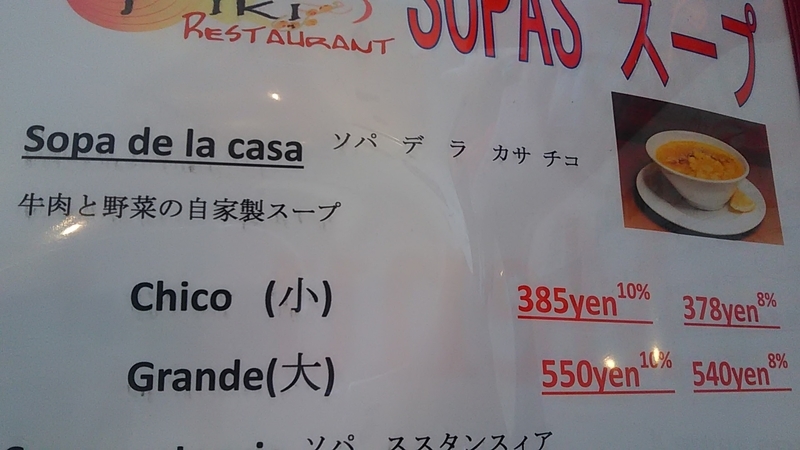 RESTAURANT
SOPAS スープ
Sopa de la casa ソパ デ ラ カサ チコ
牛肉と野菜の自家製スープ
Chico (小) 385yen10% 378yen8%
Grande(大) 550yen10% 540yen8%
ソパ ススタンスィア